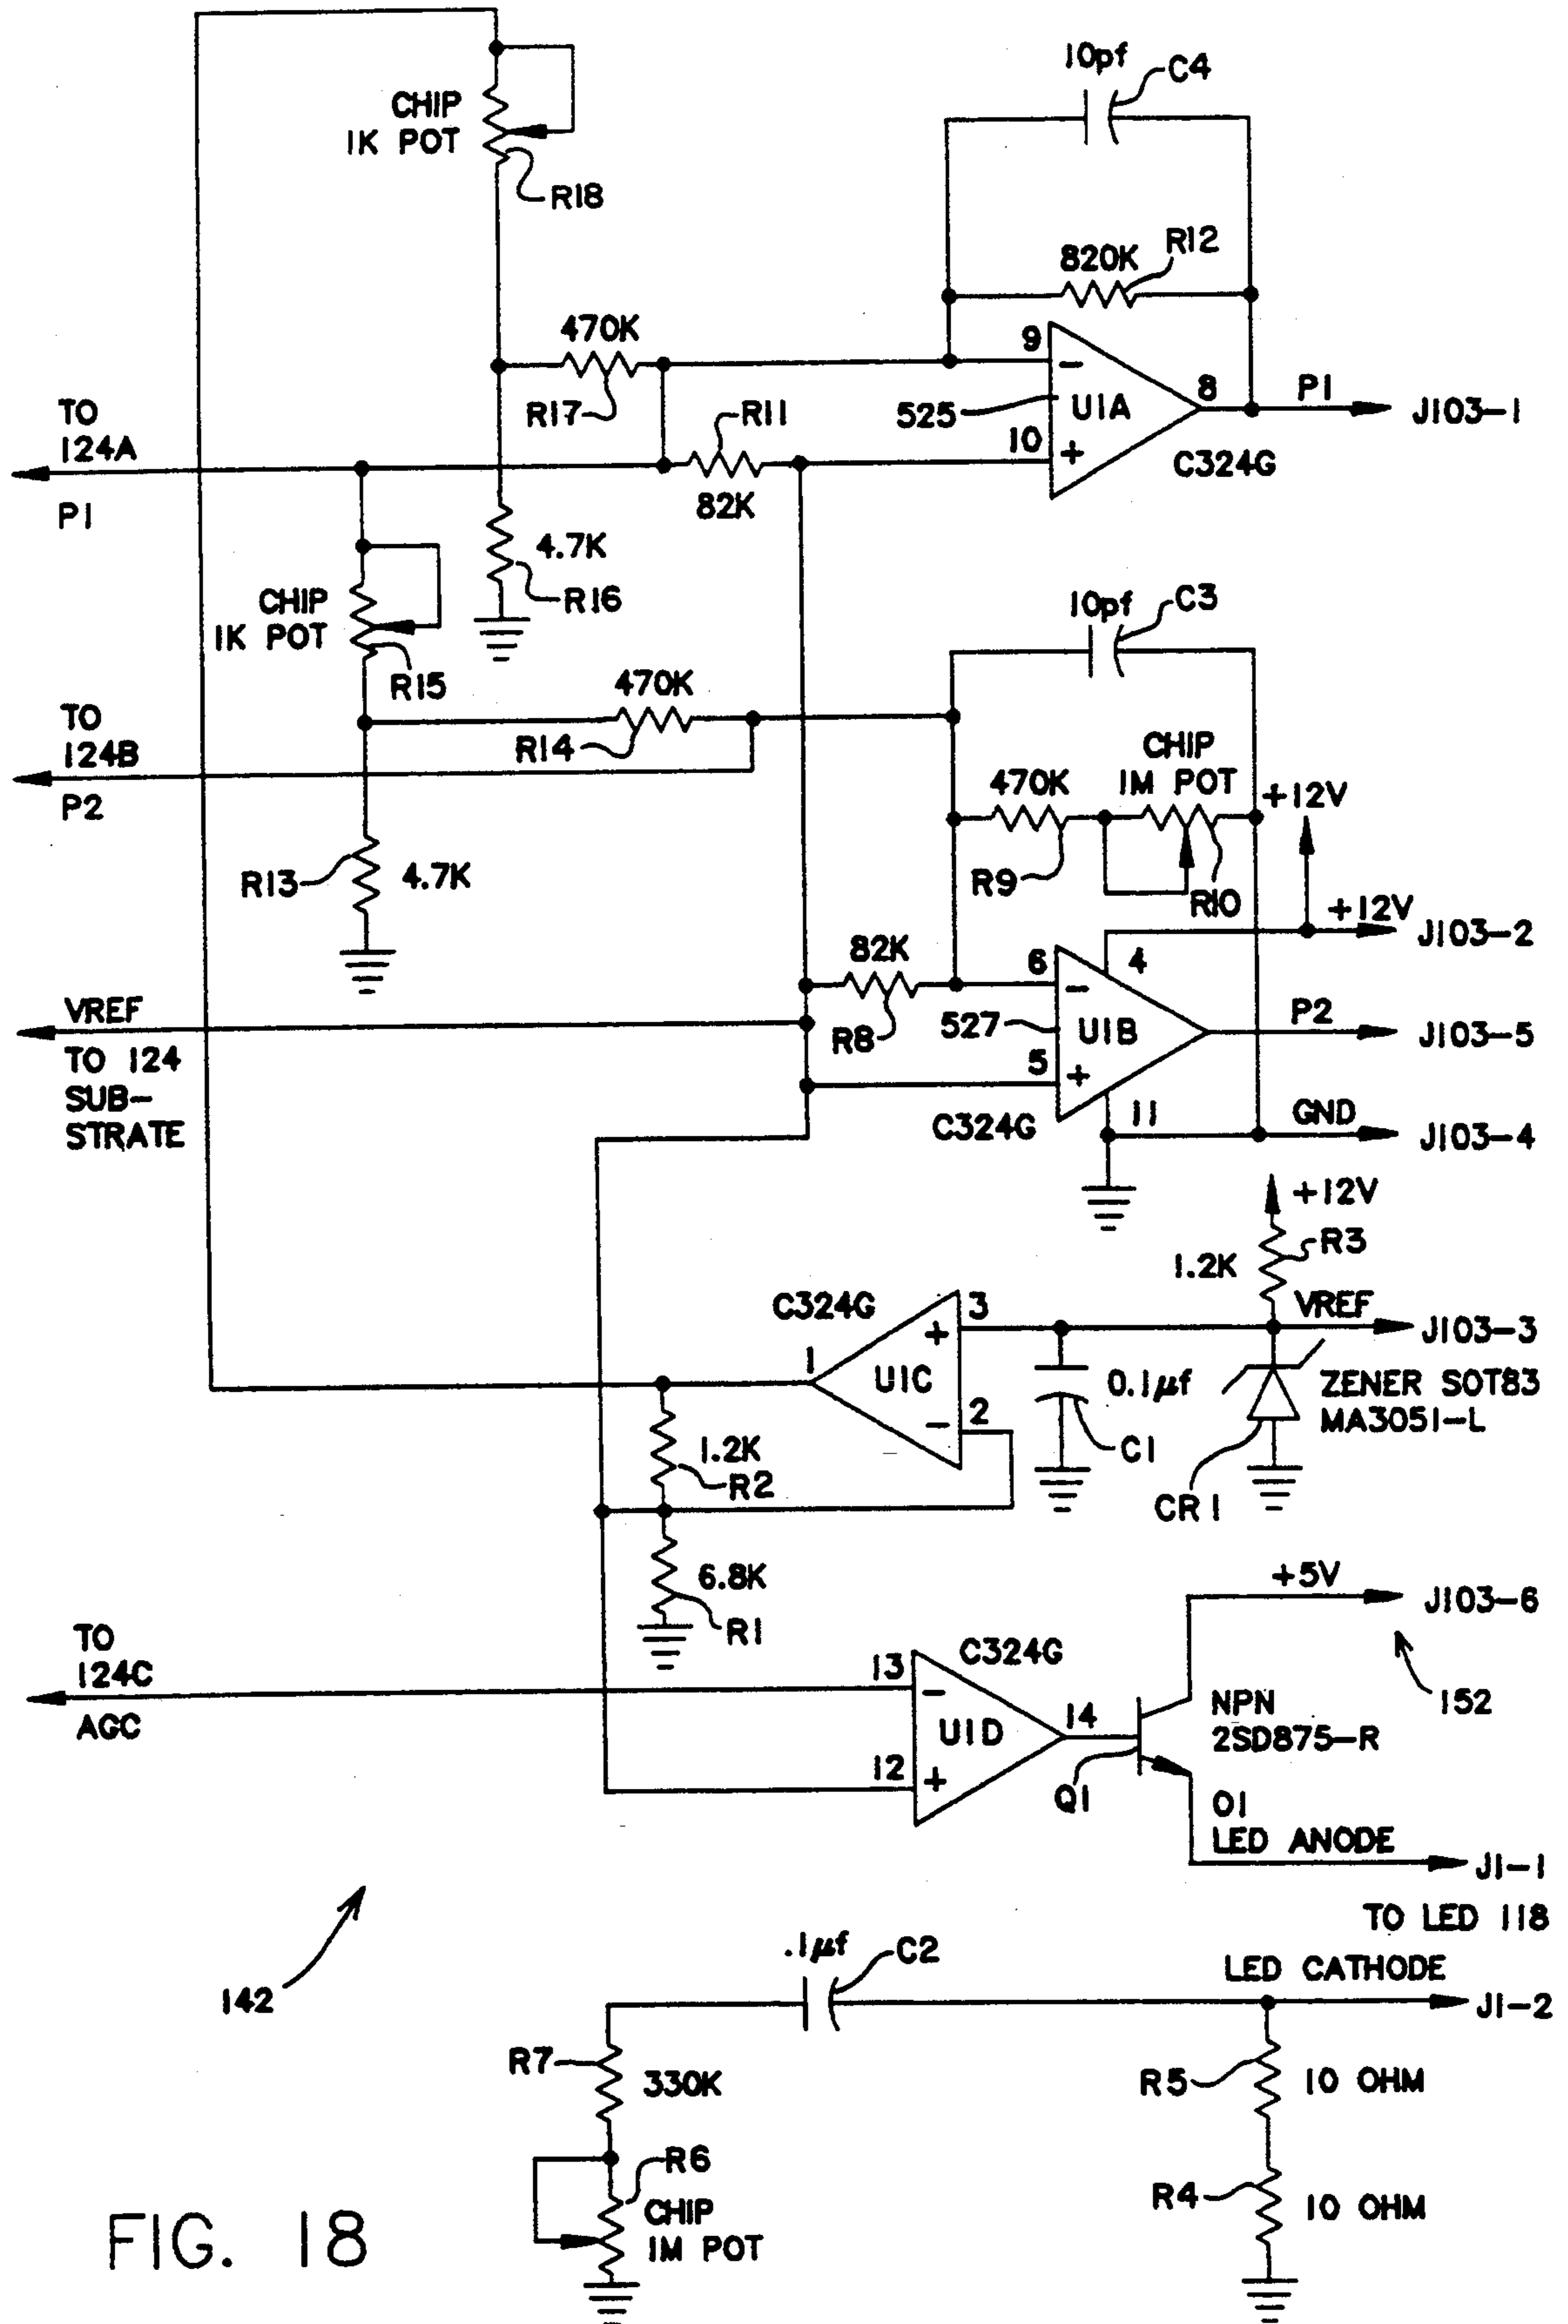 10pf
C4
CHIP
1K POT
R18
820K
R12
470K
R17
9
−
525
U1A
8
P1
J103-1
10
+
C324G
TO
124A
P1
R11
82K
4.7K
R16
CHIP
1K POT
R15
10pf
C3
470K
R14
TO
124B
P2
CHIP
1M POT
470K
+12V
R9
R10
R13
4.7K
+12V
J103-2
82K
6
4
−
R8
527
U1B
P2
J103-5
5
+
VREF
TO 124
SUB-
STRATE
C324G
11
GND
J103-4
+12V
R3
1.2K
C324G
3
+
VREF
J103-3
1
U1C
0.1µf
ZENER SOT83
MA3051-L
2
−
C1
1.2K
R2
CR1
6.8K
R1
+5V
J103-6
TO
124C
AGC
C324G
13
−
U1D
14
NPN
2SD875-R
152
12
+
Q1
01
LED ANODE
J1-1
TO LED 118
142
.1µf
C2
LED CATHODE
J1-2
R7
330K
R5
10 OHM
R6
CHIP
1M POT
R4
10 OHM
FIG. 18